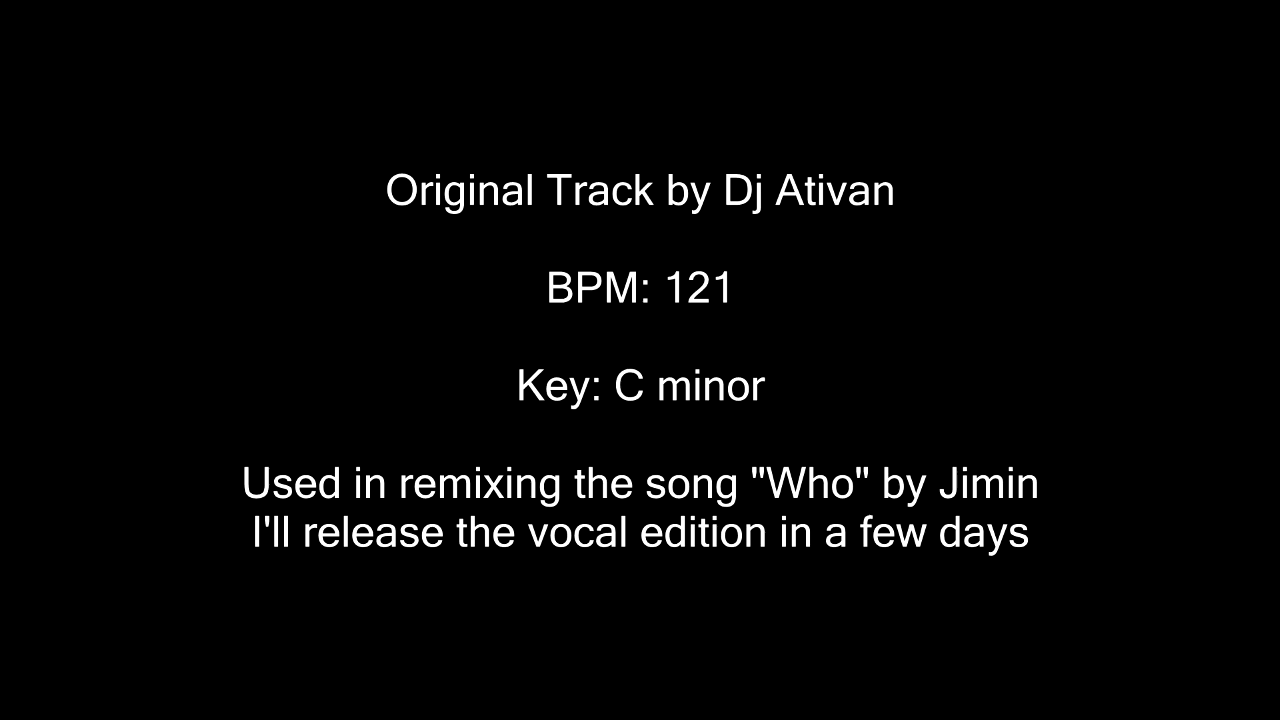 Original Track by Dj Ativan
BPM: 121
Key: C minor
Used in remixing the song "Who" by Jimin
I'll release the vocal edition in a few days